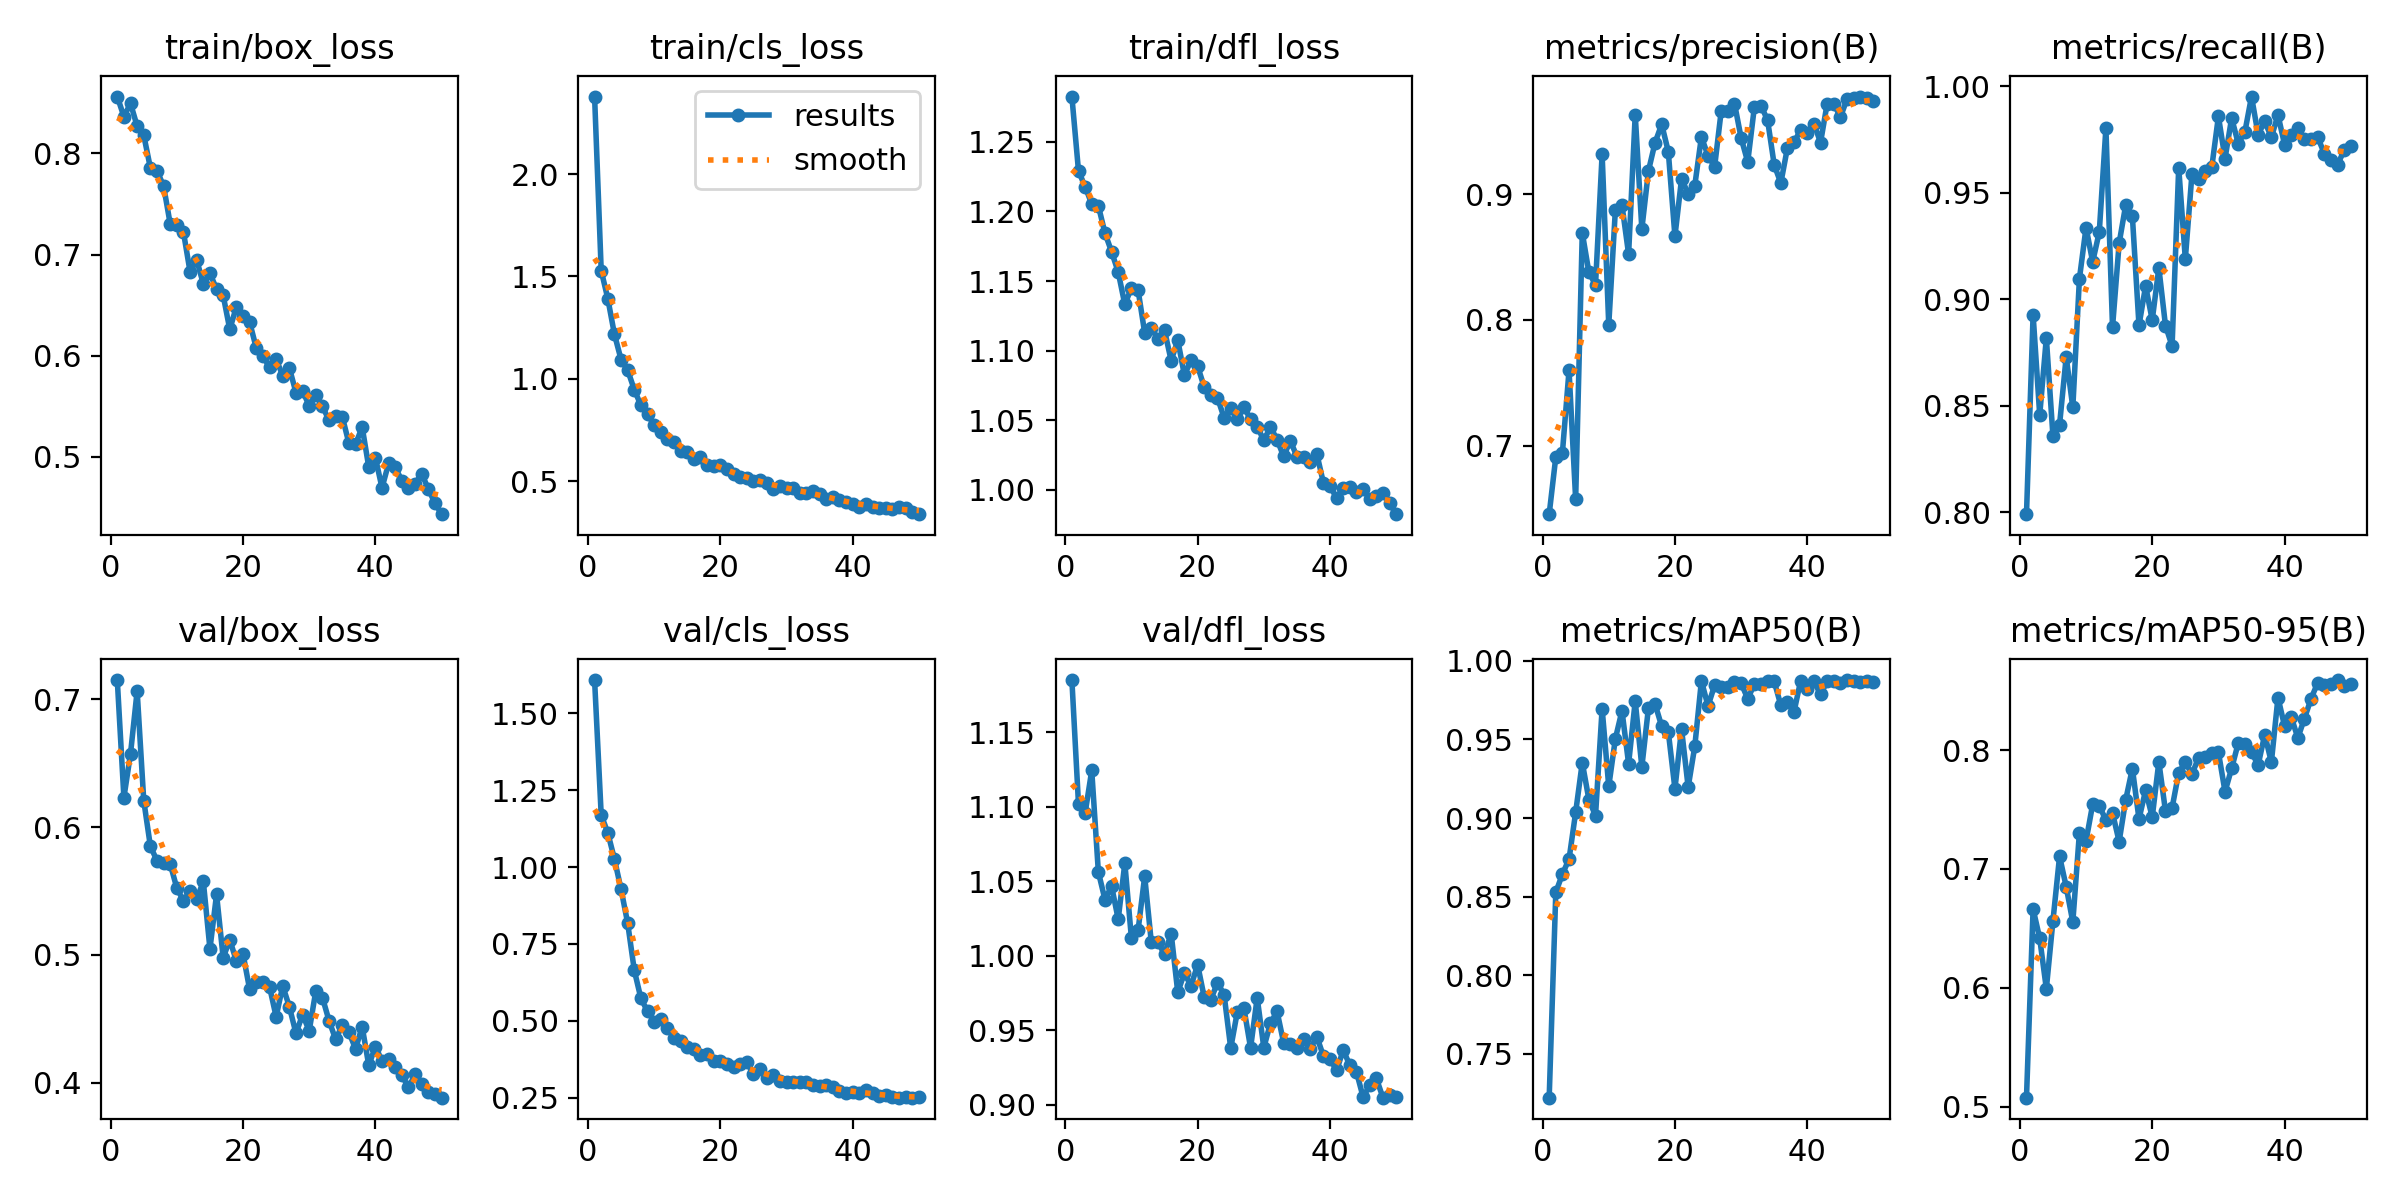 train/box_loss
0.8
0.7
0.6
0.5
0 20 40
train/cls_loss
results
smooth
2.0
1.5
1.0
0.5
0 20 40
train/dfl_loss
1.25
1.20
1.15
1.10
1.05
1.00
0 20 40
metrics/precision(B)
0.9
0.8
0.7
0 20 40
metrics/recall(B)
1.00
0.95
0.90
0.85
0.80
0 20 40
val/box_loss
0.7
0.6
0.5
0.4
0 20 40
val/cls_loss
1.50
1.25
1.00
0.75
0.50
0.25
0 20 40
val/dfl_loss
1.15
1.10
1.05
1.00
0.95
0.90
0 20 40
metrics/mAP50(B)
1.00
0.95
0.90
0.85
0.80
0.75
0 20 40
metrics/mAP50-95(B)
0.8
0.7
0.6
0.5
0 20 40